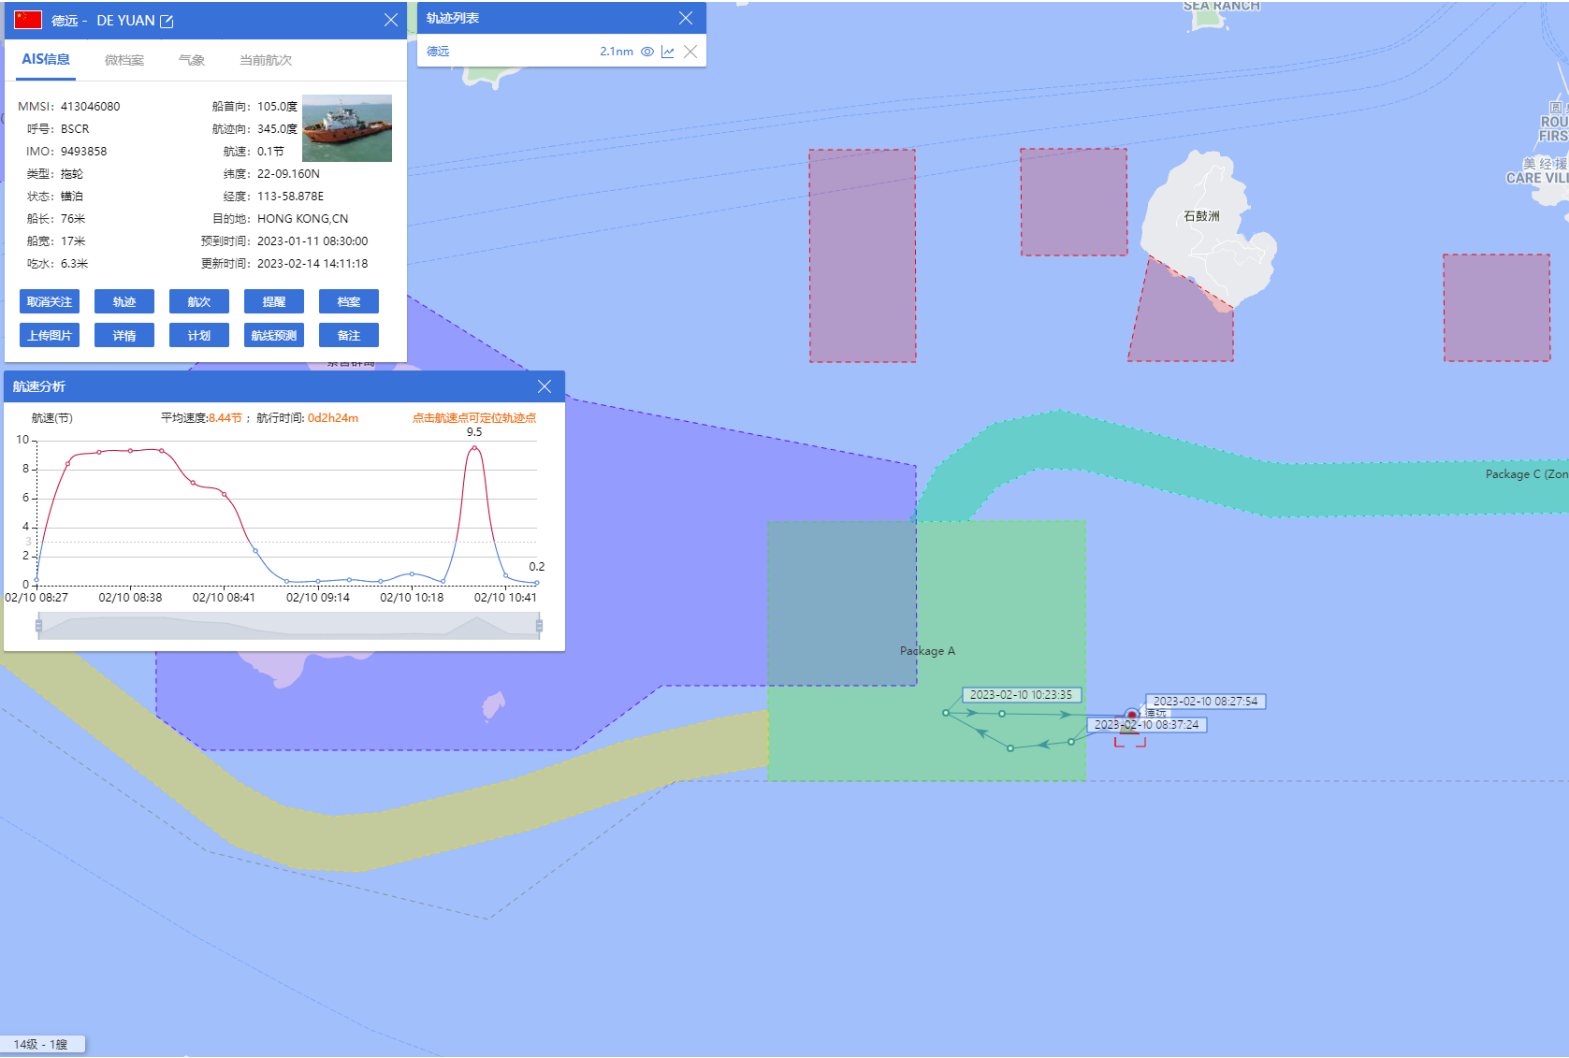 德远 - DE YUAN
AIS信息 微档案 气象 当前航次
MMSI: 413046080
呼号: BSCR
IMO: 9493858
类型: 拖轮
状态: 锚泊
船长: 76米
船宽: 17米
吃水: 6.3米
船首向: 105.0度
航迹向: 345.0度
航速: 0.1节
纬度: 22-09.160N
经度: 113-58.878E
目的地: HONG KONG,CN
预到时间: 2023-01-11 08:30:00
更新时间: 2023-02-14 14:11:18
取消关注 轨迹 航次 提醒 档案
上传图片 详情 计划 航线预测 备注
轨迹列表
德远 2.1nm
航速分析
航速(节) 平均速度:8.44节 ; 航行时间: 0d2h24m 点击航速点可定位轨迹点
9.5
10
8
6
4
3
2
0
0.2
02/10 08:27 02/10 08:38 02/10 08:41 02/10 09:14 02/10 10:18 02/10 10:41
SEA RANCH
ROU
FIRS
美经援
CARE VILL
石鼓洲
Package C (Zon
Package A
2023-02-10 10:23:35
2023-02-10 08:27:54
德远
2023-02-10 08:37:24
14级 - 1艘